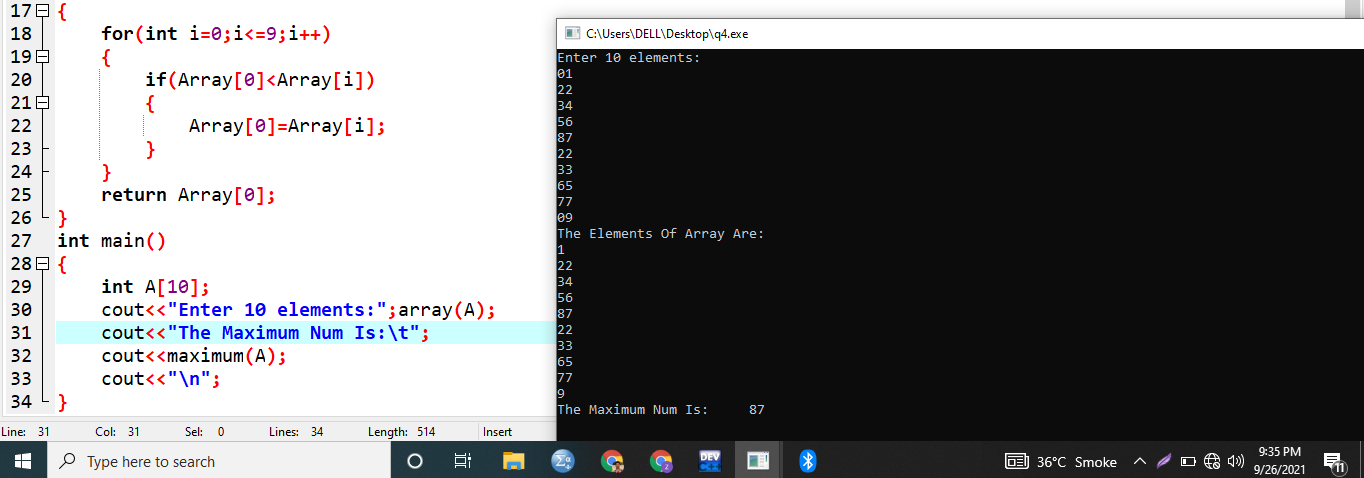 17 {
18 for(int i=0;i<=9;i++)
19 {
20 if(Array[0]<Array[i])
21 {
22 Array[0]=Array[i];
23 }
24 }
25 return Array[0];
26 }
27 int main()
28 {
29 int A[10];
30 cout<<"Enter 10 elements:";array(A);
31 cout<<"The Maximum Num Is:\t";
32 cout<<maximum(A);
33 cout<<"\n";
34 }
Line: 31 Col: 31 Sel: 0 Lines: 34 Length: 514 Insert
C:\Users\DELL\Desktop\q4.exe
Enter 10 elements:
01
22
34
56
87
22
33
65
77
09
The Elements Of Array Are:
1
22
34
56
87
22
33
65
77
9
The Maximum Num Is: 87
Type here to search
DEV
C++
36°C Smoke
9:35 PM
9/26/2021
11